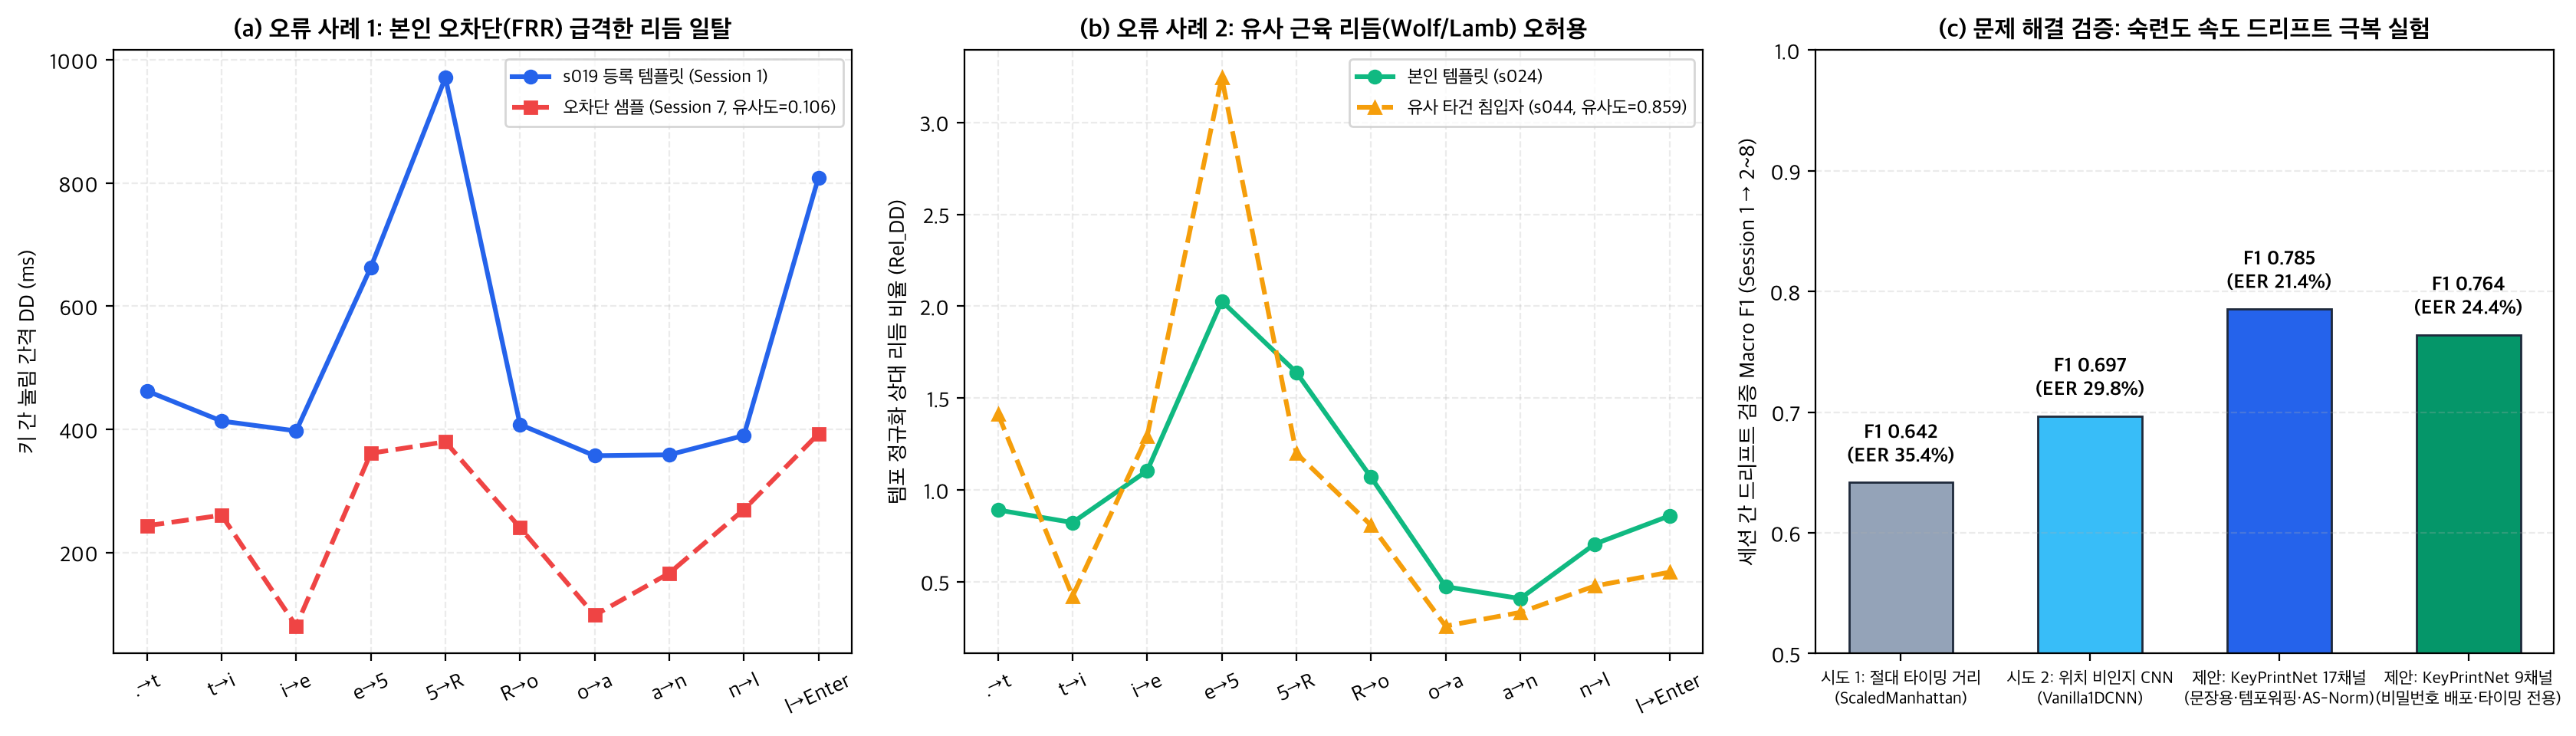 (a) 오류 사례 1: 본인 오차단(FRR) 급격한 리듬 일탈
키 간 눌림 간격 DD (ms)
1000
800
600
400
200
s019 등록 템플릿 (Session 1)
오차단 샘플 (Session 7, 유사도=0.106)
.→t
t→i
i→e
e→5
5→R
R→o
o→a
a→n
n→l
l→Enter
(b) 오류 사례 2: 유사 근육 리듬(Wolf/Lamb) 오허용
템포 정규화 상대 리듬 비율 (Rel_DD)
3.0
2.5
2.0
1.5
1.0
0.5
본인 템플릿 (s024)
유사 타건 침입자 (s044, 유사도=0.859)
.→t
t→i
i→e
e→5
5→R
R→o
o→a
a→n
n→l
l→Enter
(c) 문제 해결 검증: 숙련도 속도 드리프트 극복 실험
세션 간 드리프트 검증 Macro F1 (Session 1→ 2~8)
1.0
0.9
0.8
0.7
0.6
0.5
F1 0.642
(EER 35.4%)
F1 0.697
(EER 29.8%)
F1 0.785
(EER 21.4%)
F1 0.764
(EER 24.4%)
시도 1: 절대 타이밍 거리
(ScaledManhattan)
시도 2: 위치 비인지 CNN
(Vanilla1DCNN)
제안: KeyPrintNet 17채널
(문장용·템포워핑·AS-Norm)
제안: KeyPrintNet 9채널
(비밀번호 배포·타이밍 전용)